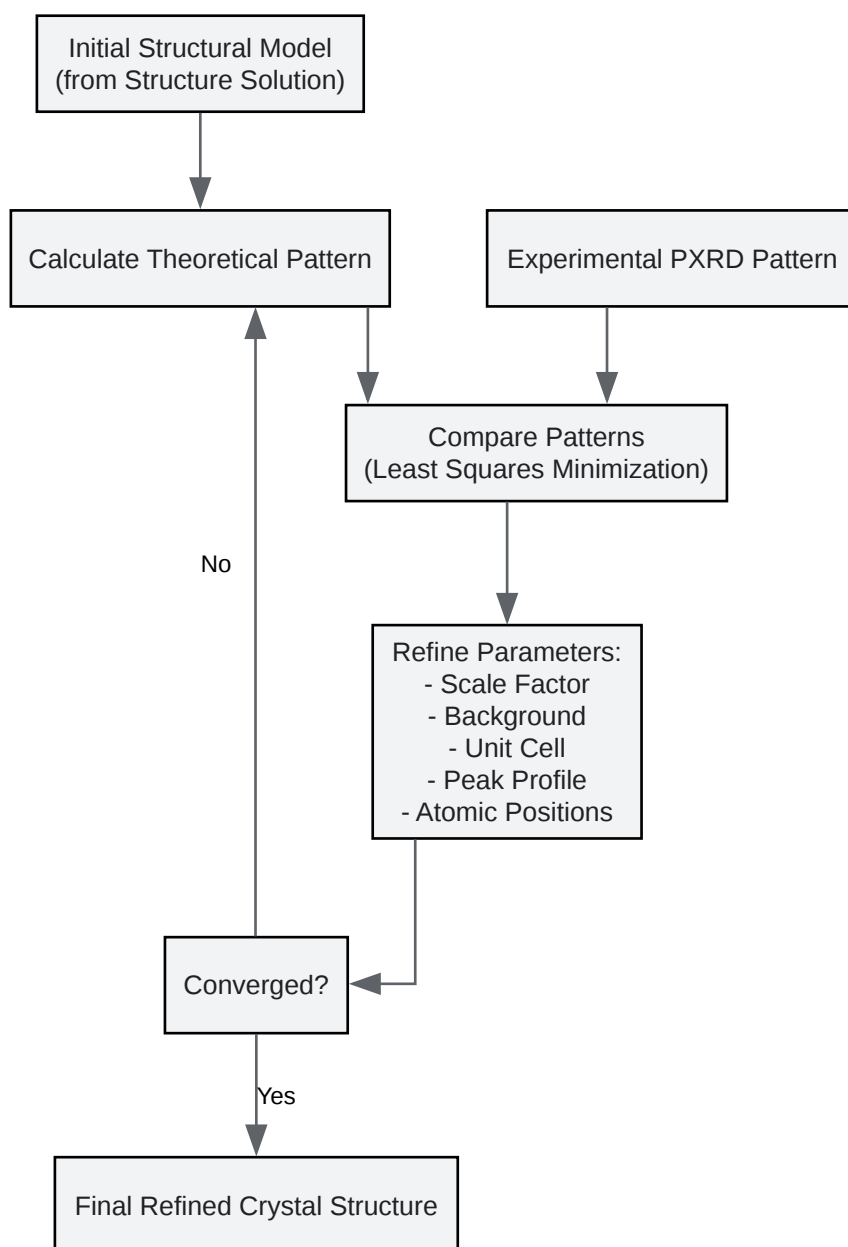 Initial Structural Model
(from Structure Solution)
Calculate Theoretical Pattern
Experimental PXRD Pattern
Compare Patterns
(Least Squares Minimization)
No
Refine Parameters:
- Scale Factor
- Background
- Unit Cell
- Peak Profile
- Atomic Positions
Converged?
Yes
Final Refined Crystal Structure